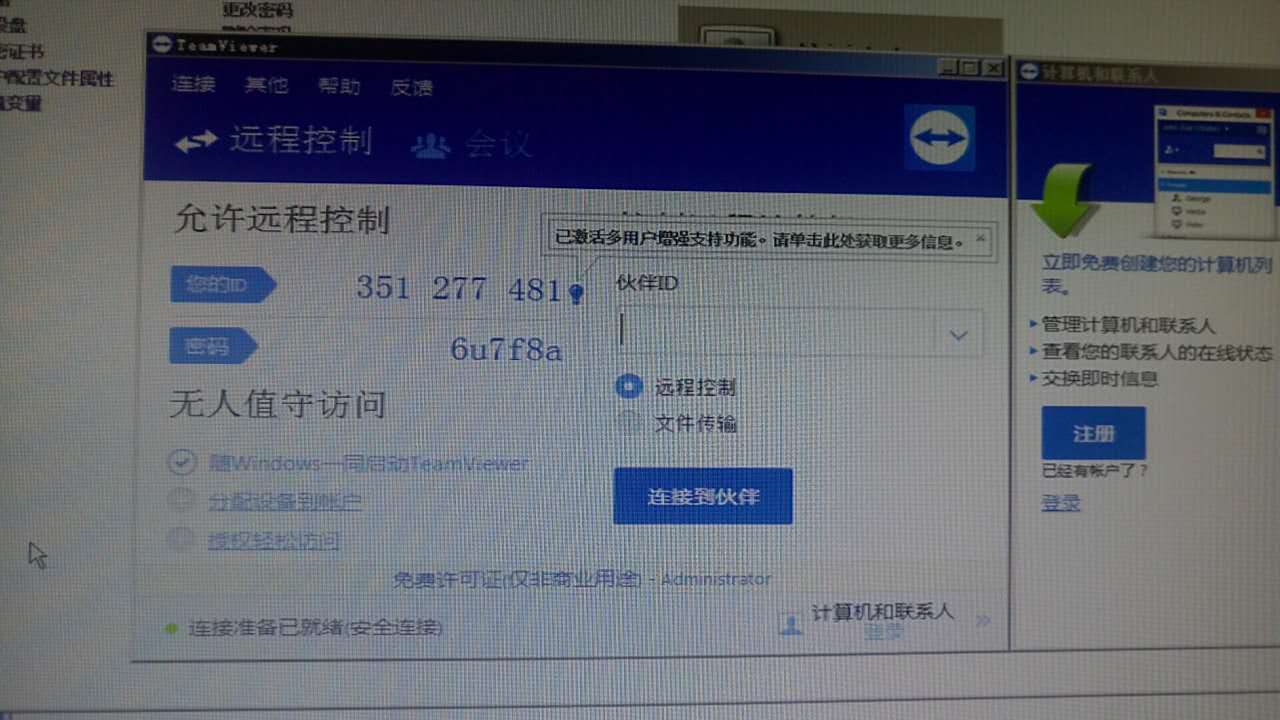 更改密码
设盘
密证书
户配置文件属性
变量
TeamViewer
连接 其他 帮助 反馈
远程控制 会议
允许远程控制
已激活多用户增强支持功能。请单击此处获取更多信息。
您的ID 351 277 481
密码 6u7f8a
无人值守访问
随Windows一同启动TeamViewer
分配设备到帐户
授权轻松访问
伙伴ID
远程控制
文件传输
连接到伙伴
免费许可证(仅非商业用途) - Administrator
连接准备已就绪(安全连接)
计算机和联系人
登录
计算机和联系人
Computers & Contacts
立即免费创建您的计算机列
表。
管理计算机和联系人
查看您的联系人的在线状态
交换即时信息
注册
已经有帐户了？
登录